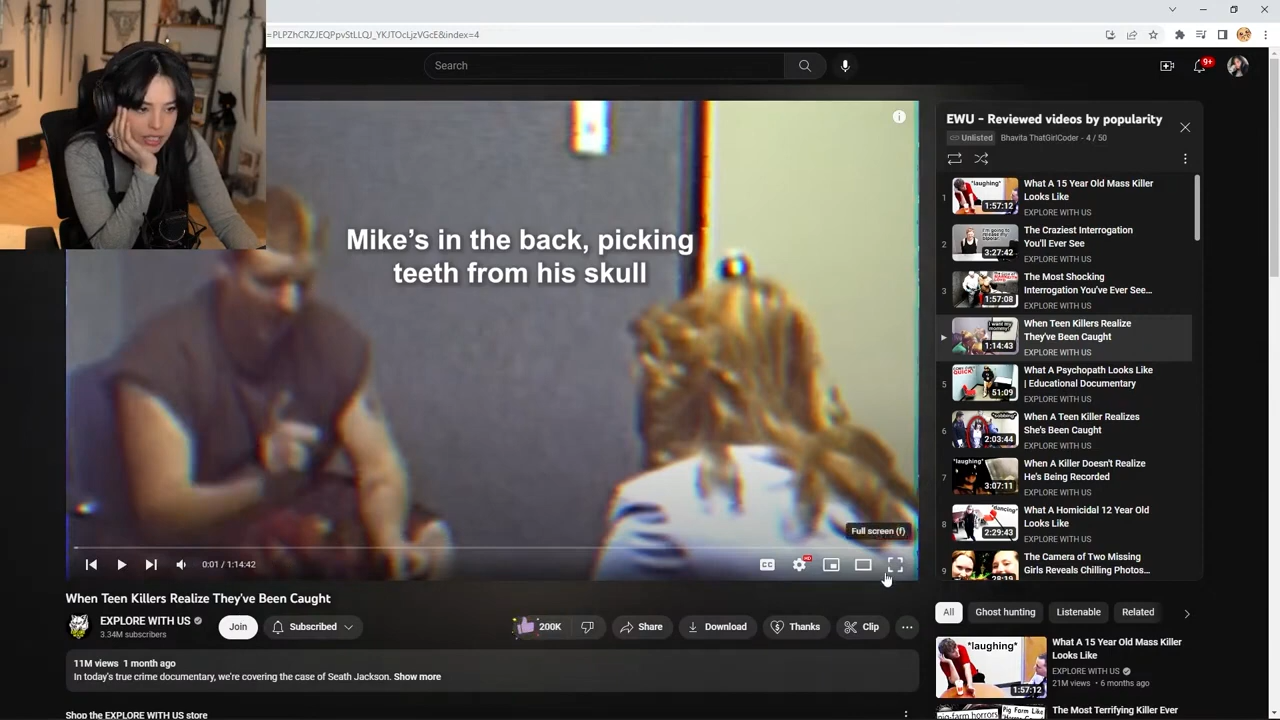 =PLPZhCRZJEQPpvStLLQJ_YKJTOcLjzVGcE&index=4
Search
9+
Mike's in the back, picking
teeth from his skull
Full screen (f)
0:01 / 1:14:42
HD
When Teen Killers Realize They've Been Caught
EXPLORE WITH US
3.34M subscribers
Join
Subscribed
200K
Share
Download
Thanks
Clip
11M views 1 month ago
In today's true crime documentary, we're covering the case of Seath Jackson. Show more
Shop the EXPLORE WITH US store
EWU - Reviewed videos by popularity
Unlisted
Bhavita ThatGirlCoder - 4 / 50
1
*laughing*
1:57:12
What A 15 Year Old Mass Killer
Looks Like
EXPLORE WITH US
2
3:27:42
The Craziest Interrogation
You'll Ever See
EXPLORE WITH US
3
1:57:08
The Most Shocking
Interrogation You've Ever See...
EXPLORE WITH US
I want my
mommy!
1:14:43
When Teen Killers Realize
They've Been Caught
EXPLORE WITH US
5
51:09
What A Psychopath Looks Like
| Educational Documentary
EXPLORE WITH US
6
*sobbing*
2:03:44
When A Teen Killer Realizes
She's Been Caught
EXPLORE WITH US
7
*laughing*
3:07:11
When A Killer Doesn't Realize
He's Being Recorded
EXPLORE WITH US
8
*dancing*
2:29:43
What A Homicidal 12 Year Old
Looks Like
EXPLORE WITH US
9
28:19
The Camera of Two Missing
Girls Reveals Chilling Photos...
All
Ghost hunting
Listenable
Related
*laughing*
1:57:12
What A 15 Year Old Mass Killer
Looks Like
EXPLORE WITH US
21M views • 6 months ago
The Most Terrifying Killer Ever